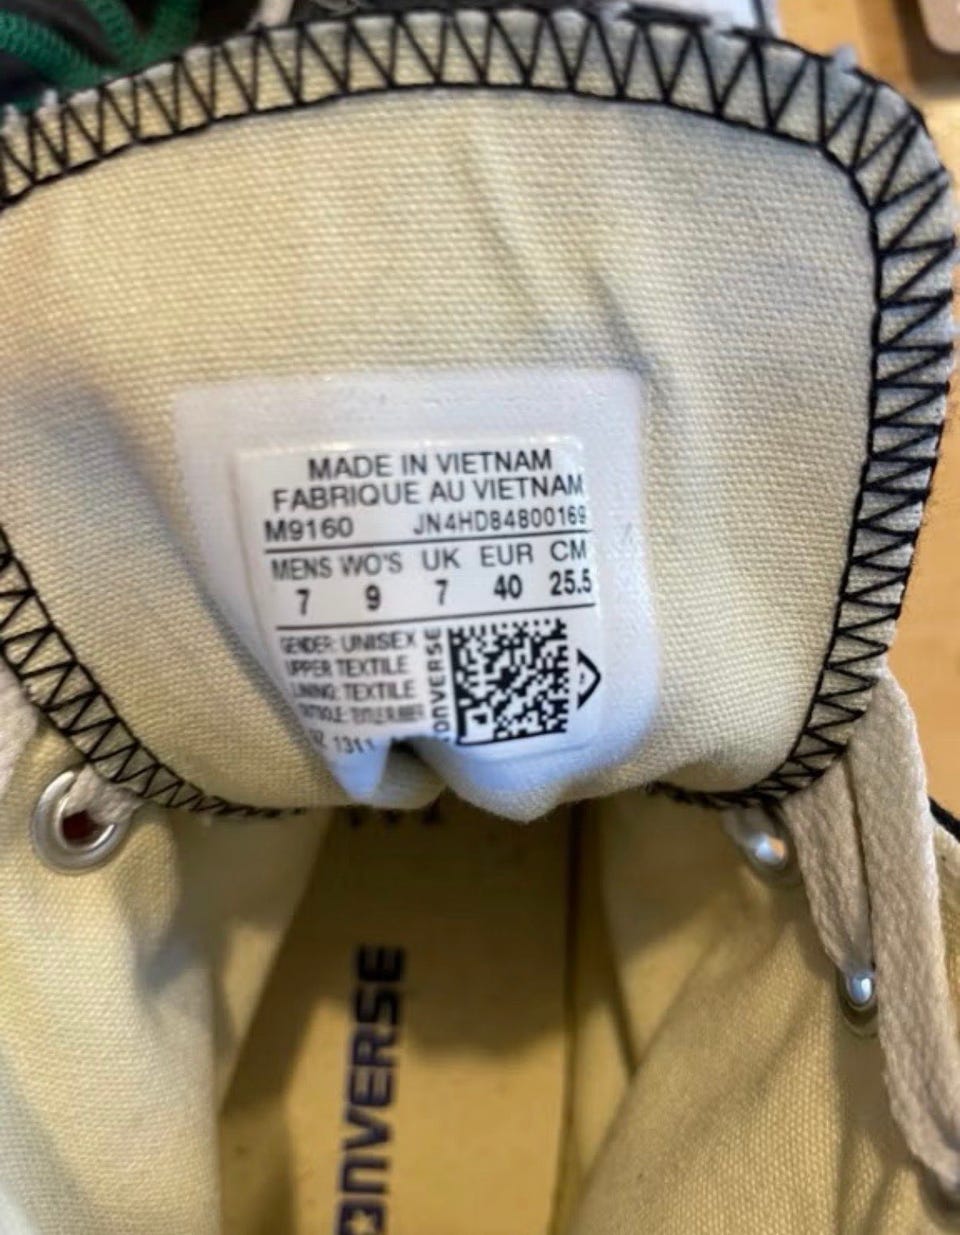 MADE IN VIETNAM
FABRIQUE AU VIETNAM
M9160 JN4HD84800169
MENS WO'S UK EUR CM
7 9 7 40 25.5
GENDER: UNISEX
UPPER TEXTILE
LINING: TEXTILE
CONVERSE
1311
CONVERSE